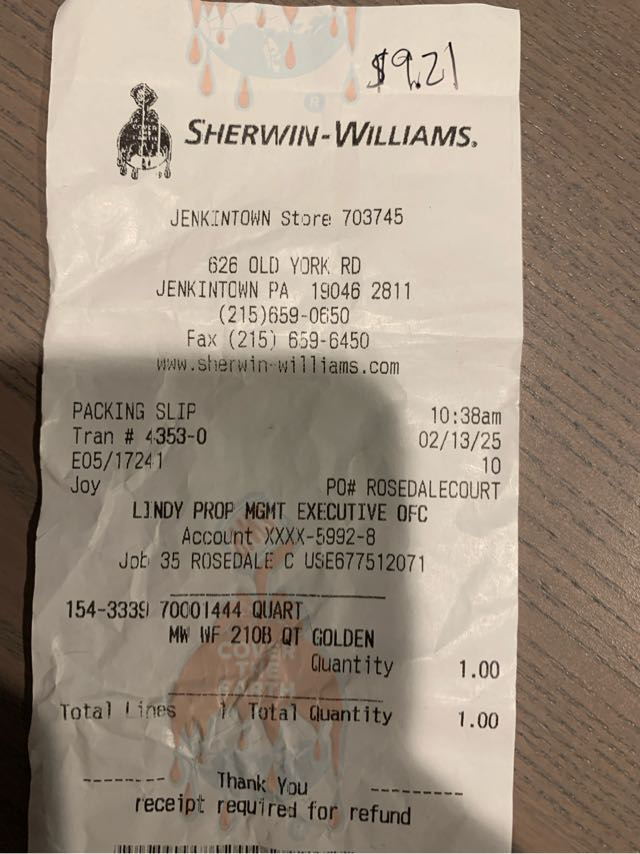 $9.21
SHERWIN-WILLIAMS.
JENKINTOWN Store 703745
626 OLD YORK RD
JENKINTOWN PA 19046 2811
(215)659-0650
Fax (215) 659-6450
www.sherwin-williams.com
PACKING SLIP 10:38am
Tran # 4353-0 02/13/25
E05/17241 10
Joy PO# ROSEDALECOURT
LINDY PROP MGMT EXECUTIVE OFC
Account XXXX-5992-8
Job 35 ROSEDALE C USE677512071
154-3339 70001444 QUART
MW WF 210B QT GOLDEN
Quantity 1.00
Total Lines 1 Total Quantity 1.00
Thank You
receipt required for refund